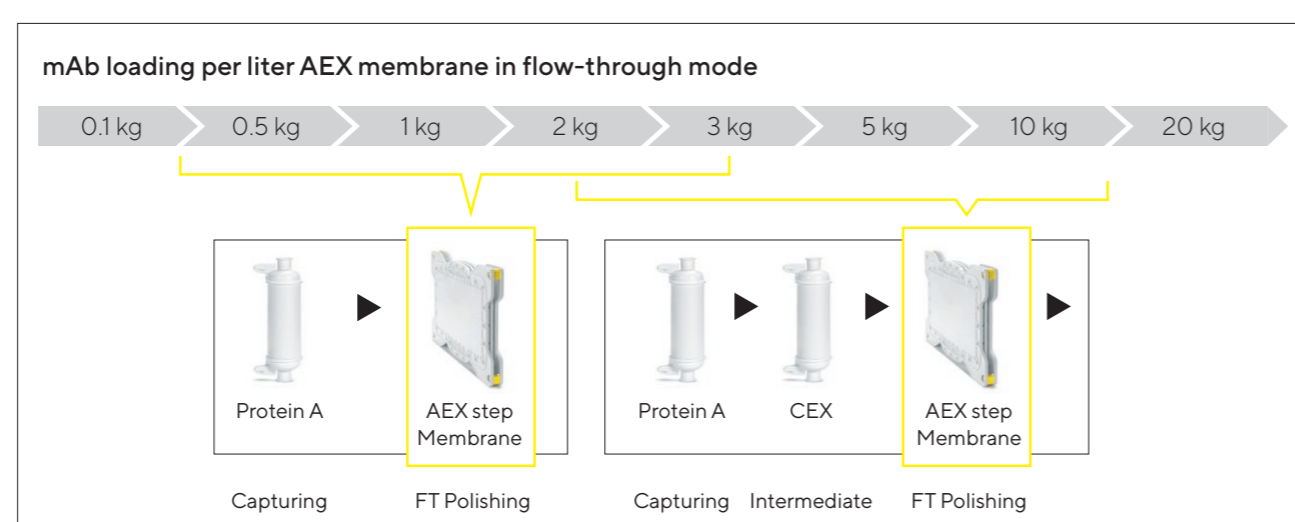 mAb loading per liter AEX membrane in flow-through mode
0.1 kg 0.5 kg 1 kg 2 kg 3 kg 5 kg 10 kg 20 kg
Protein A AEX step Protein A CEX AEX step
Membrane Membrane
Capturing FT Polishing Capturing Intermediate FT Polishing